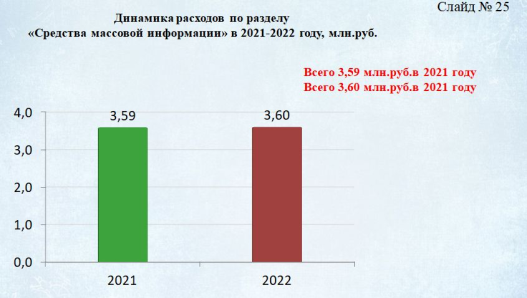 Слайд № 25
Динамика расходов по разделу
«Средства массовой информации» в 2021-2022 году, млн.руб.
Всего 3,59 млн.руб.в 2021 году
Всего 3,60 млн.руб.в 2021 году
4,0
3,0
2,0
1,0
0,0
3,59
3,60
2021
2022